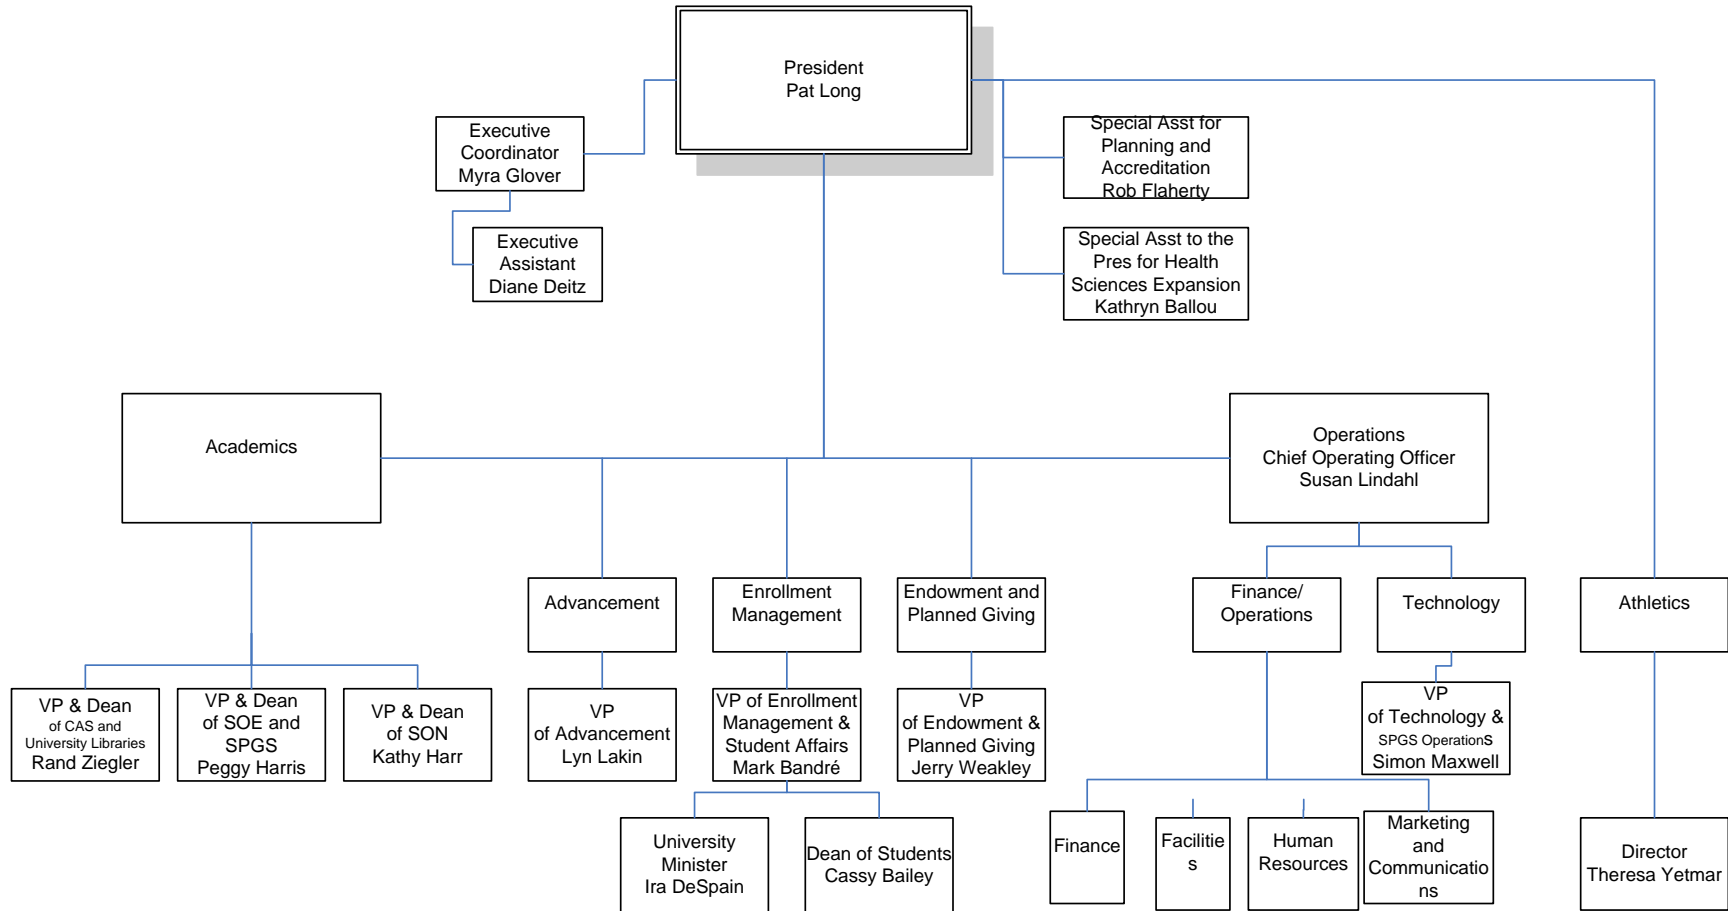 President
Pat Long
Executive
Coordinator
Myra Glover
Special Asst for
Planning and
Accreditation
Rob Flaherty
Executive
Assistant
Diane Deitz
Special Asst to the
Pres for Health
Sciences Expansion
Kathryn Ballou
Academics
Operations
Chief Operating Officer
Susan Lindahl
Advancement
Enrollment
Management
Endowment and
Planned Giving
Finance/
Operations
Technology
Athletics
VP & Dean
of CAS and
University Libraries
Rand Ziegler
VP & Dean
of SOE and
SPGS
Peggy Harris
VP & Dean
of SON
Kathy Harr
VP
of Advancement
Lyn Lakin
VP of Enrollment
Management &
Student Affairs
Mark Bandré
VP
of Endowment &
Planned Giving
Jerry Weakley
VP
of Technology &
SPGS Operations
Simon Maxwell
University
Minister
Ira DeSpain
Dean of Students
Cassy Bailey
Finance
Facilitie
s
Human
Resources
Marketing
and
Communicatio
ns
Director
Theresa Yetmar